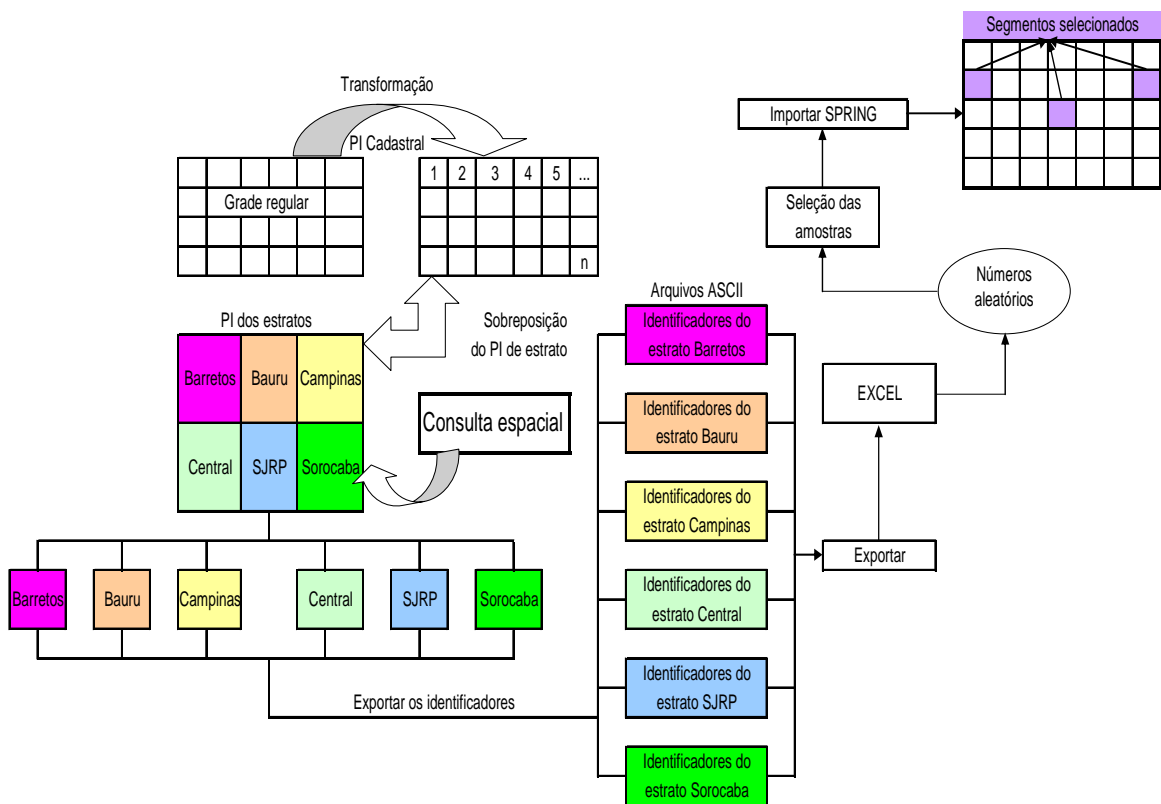 Segmentos selecionados
Transformação
PI Cadastral
Importar SPRING
Grade regular
1 2 3 4 5 ...
n
Seleção das
amostras
Números
aleatórios
PI dos estratos
Sobreposição
do PI de estrato
Arquivos ASCII
Barretos Bauru Campinas
Central SJRP Sorocaba
Consulta espacial
Identificadores do
estrato Barretos
Identificadores do
estrato Bauru
Identificadores do
estrato Campinas
Identificadores do
estrato Central
Identificadores do
estrato SJRP
Identificadores do
estrato Sorocaba
EXCEL
Exportar
Barretos Bauru Campinas Central SJRP Sorocaba
Exportar os identificadores